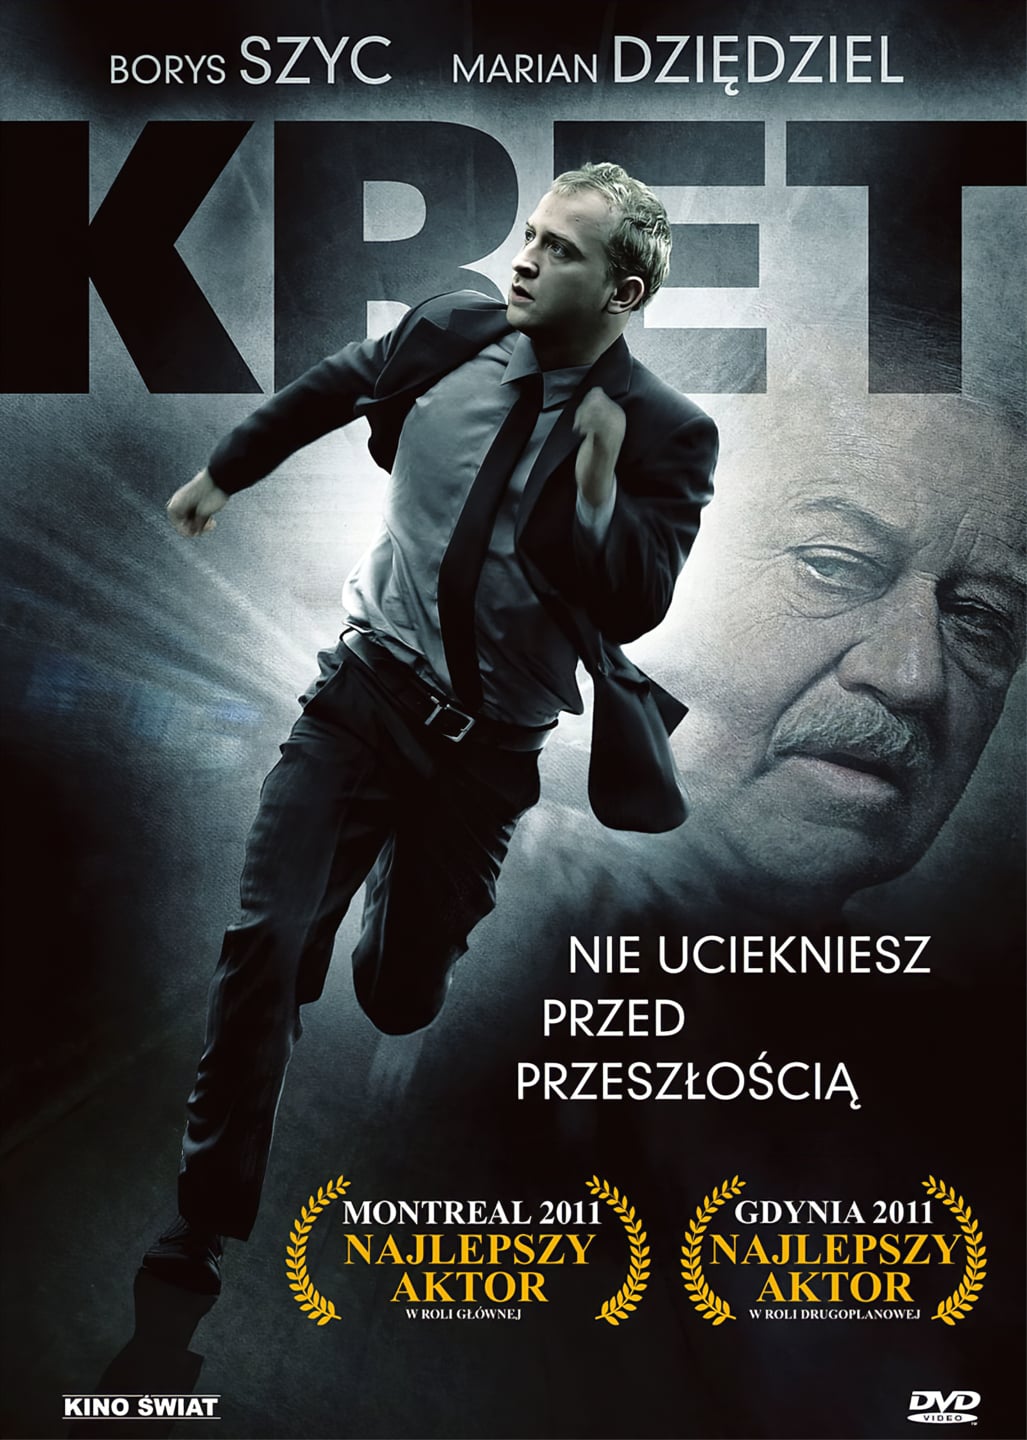 BORYS SZYC MARIAN DZIĘDZIEL
KRET
NIE UCIEKNIESZ
PRZED
PRZESZŁOŚCIĄ
MONTREAL 2011
NAJLEPSZY
AKTOR
W ROLI GŁÓWNEJ
GDYNIA 2011
NAJLEPSZY
AKTOR
W ROLI DRUGOPLANOWEJ
KINO ŚWIAT
DVD
VIDEO